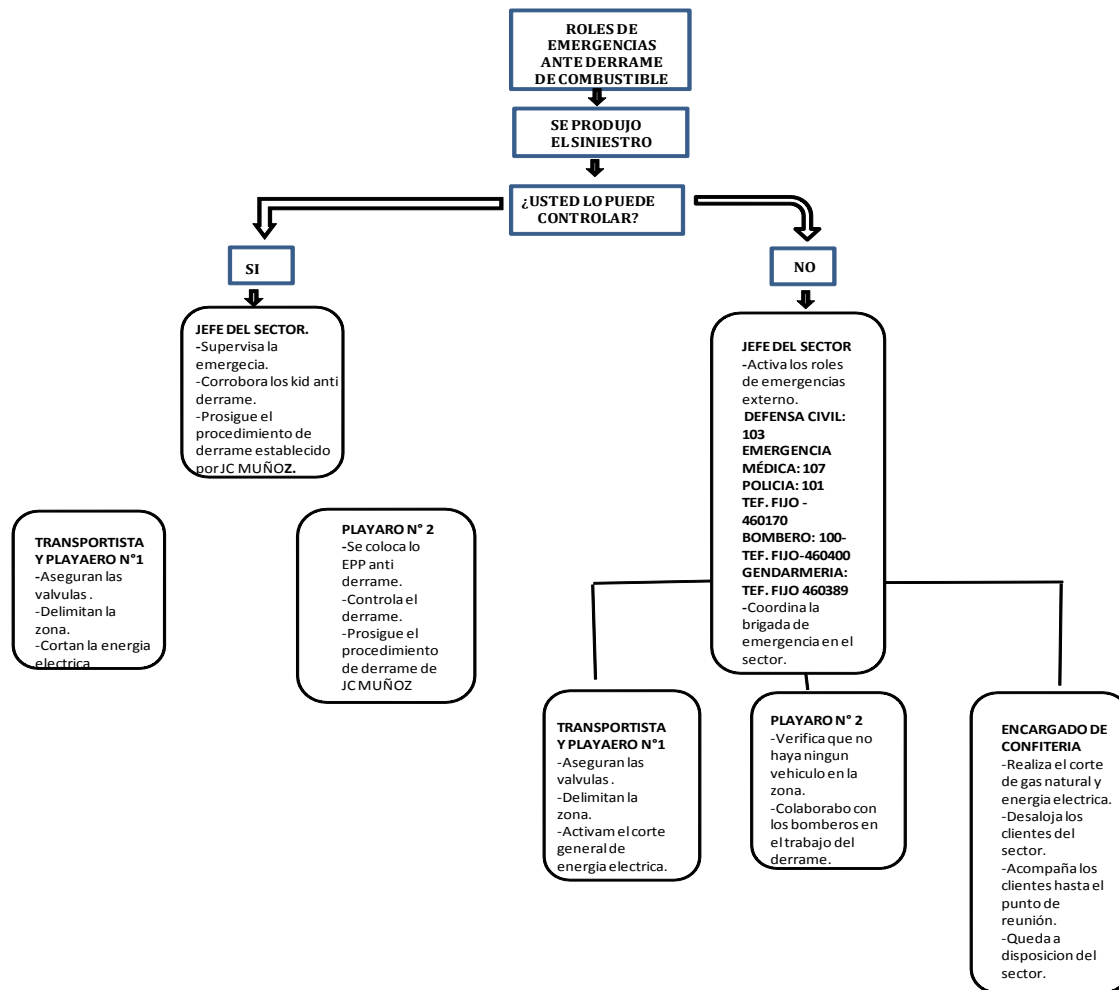 ROLES DE
EMERGENCIAS
ANTE DERRAME
DE COMBUSTIBLE
SE PRODUJO
EL SINIESTRO
¿USTED LO PUEDE
CONTROLAR?
SI
NO
JEFE DEL SECTOR.
-Supervisa la
emergecia.
-Corrobora los kid anti
derrame.
-Prosigue el
procedimiento de
derrame establecido
por JC MUÑOZ.
TRANSPORTISTA
Y PLAYAERO N°1
-Aseguran las
valvulas .
-Delimitan la
zona.
-Cortan la energia
electrica
PLAYARO N° 2
-Se coloca lo
EPP anti
derrame.
-Controla el
derrame.
-Prosigue el
procedimiento
de derrame de
JC MUÑOZ
JEFE DEL SECTOR
-Activa los roles
de emergencias
externo.
DEFENSA CIVIL:
103
EMERGENCIA
MÉDICA: 107
POLICIA: 101
TEF. FIJO -
460170
BOMBERO: 100-
TEF. FIJO-460400
GENDARMERIA:
TEF. FIJO 460389
-Coordina la
brigada de
emergencia en el
sector.
TRANSPORTISTA
Y PLAYAERO N°1
-Aseguran las
valvulas .
-Delimitan la
zona.
-Activam el corte
general de
energia electrica.
PLAYARO N° 2
-Verifica que no
haya ningun
vehiculo en la
zona.
-Colaborabo con
los bomberos en
el trabajo del
derrame.
ENCARGADO DE
CONFITERIA
-Realiza el corte
de gas natural y
energia electrica.
-Desaloja los
clientes del
sector.
-Acompaña los
clientes hasta el
punto de
reunión.
-Queda a
disposicion del
sector.